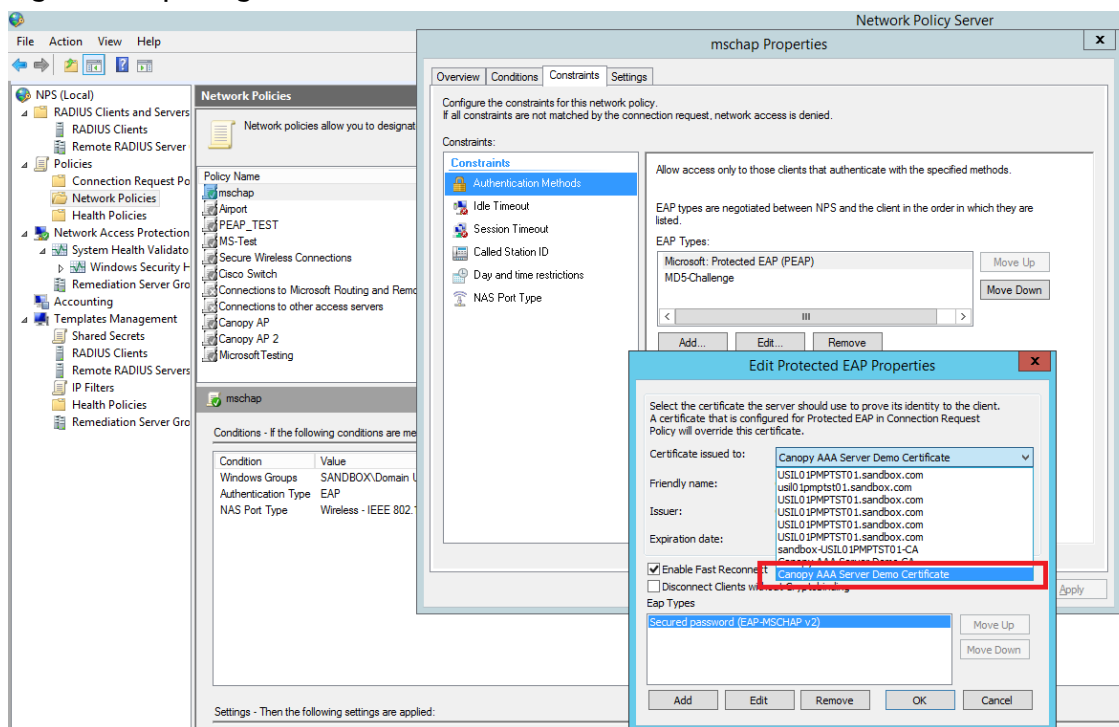 Network Policy Server
File Action View Help
NPS (Local)
RADIUS Clients and Servers
RADIUS Clients
Remote RADIUS Server
Policies
Connection Request Po
Network Policies
Health Policies
Network Access Protection
System Health Validato
Windows Security H
Remediation Server Gro
Accounting
Templates Management
Shared Secrets
RADIUS Clients
Remote RADIUS Servers
IP Filters
Health Policies
Remediation Server Gro
Network Policies
Network policies allow you to designat
Policy Name
mschap
Airport
PEAP_TEST
MS-Test
Secure Wireless Connections
Cisco Switch
Connections to Microsoft Routing and Remo
Connections to other access servers
Canopy AP
Canopy AP 2
MicrosoftTesting
mschap
Conditions - If the following conditions are me
Condition Value
Windows Groups SANDBOX\Domain U
Authentication Type EAP
NAS Port Type Wireless - IEEE 802.1
Settings - Then the following settings are applied:
mschap Properties
x
Overview Conditions Constraints Settings
Configure the constraints for this network policy.
If all constraints are not matched by the connection request, network access is denied.
Constraints:
Constraints
Authentication Methods
Idle Timeout
Session Timeout
Called Station ID
Day and time restrictions
NAS Port Type
Allow access only to those clients that authenticate with the specified methods.
EAP types are negotiated between NPS and the client in the order in which they are
listed.
EAP Types:
Microsoft: Protected EAP (PEAP)
MD5-Challenge
Move Up
Move Down
Add... Edit... Remove
Apply
Edit Protected EAP Properties
x
Select the certificate the server should use to prove its identity to the client.
A certificate that is configured for Protected EAP in Connection Request
Policy will override this certificate.
Certificate issued to: Canopy AAA Server Demo Certificate
Friendly name:
Issuer:
Expiration date:
USIL01PMPTST01.sandbox.com
usil01pmptst01.sandbox.com
USIL01PMPTST01.sandbox.com
USIL01PMPTST01.sandbox.com
USIL01PMPTST01.sandbox.com
sandbox-USIL01PMPTST01-CA
Canopy AAA Server Demo CA
Canopy AAA Server Demo Certificate
Enable Fast Reconnect
Disconnect Clients without Cryptobinding
Eap Types
Secured password (EAP-MSCHAP v2)
Move Up
Move Down
Add Edit Remove OK Cancel